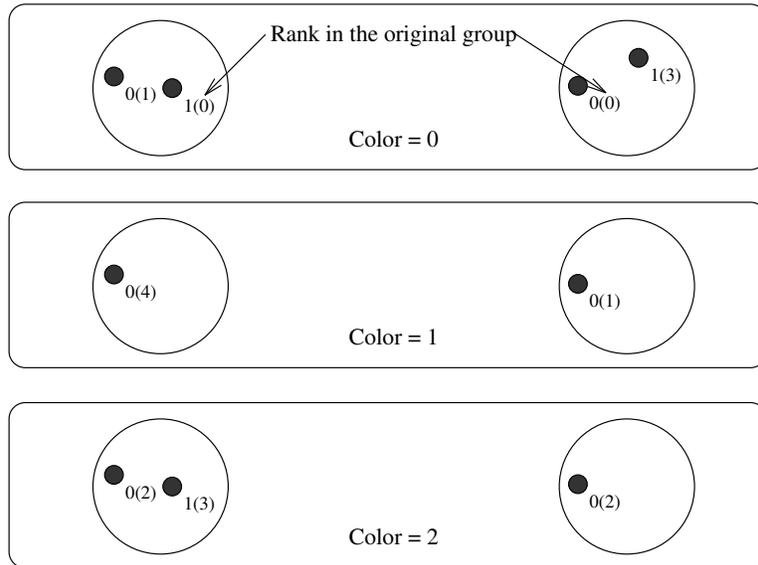 Rank in the original group
0(1)
1(0)
0(0)
1(3)
Color = 0
0(4)
0(1)
Color = 1
0(2)
1(3)
0(2)
Color = 2